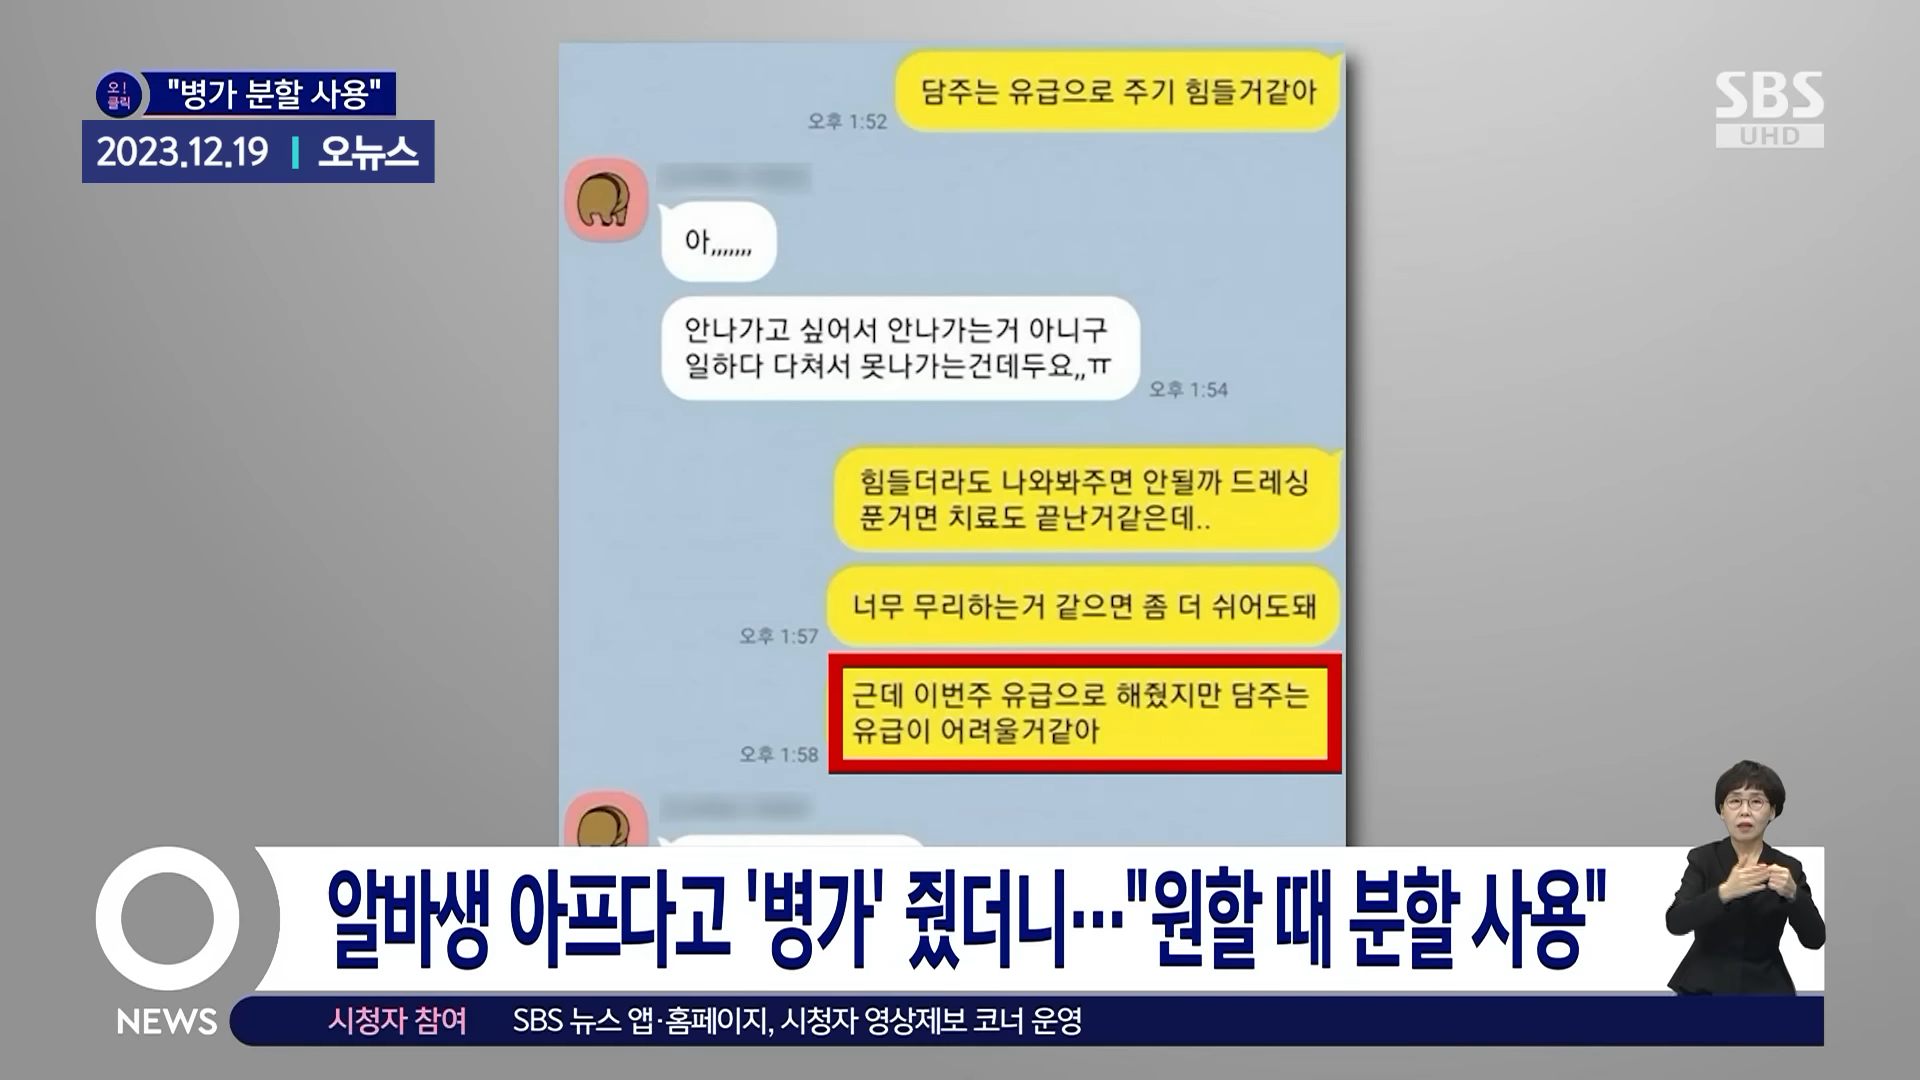 오!
클릭
"병가 분할 사용"
2023.12.19 | 오뉴스
SBS
UHD
담주는 유급으로 주기 힘들거같아
오후 1:52
아,,,,,,,
안나가고 싶어서 안나가는거 아니구
일하다 다쳐서 못나가는건데두요,,ㅠ
오후 1:54
힘들더라도 나와봐주면 안될까 드레싱
푼거면 치료도 끝난거같은데..
너무 무리하는거 같으면 좀 더 쉬어도돼
오후 1:57
근데 이번주 유급으로 해줬지만 담주는
유급이 어려울거같아
오후 1:58
알바생 아프다고 '병가' 줬더니…"원할 때 분할 사용"
NEWS
시청자 참여 SBS 뉴스 앱·홈페이지, 시청자 영상제보 코너 운영